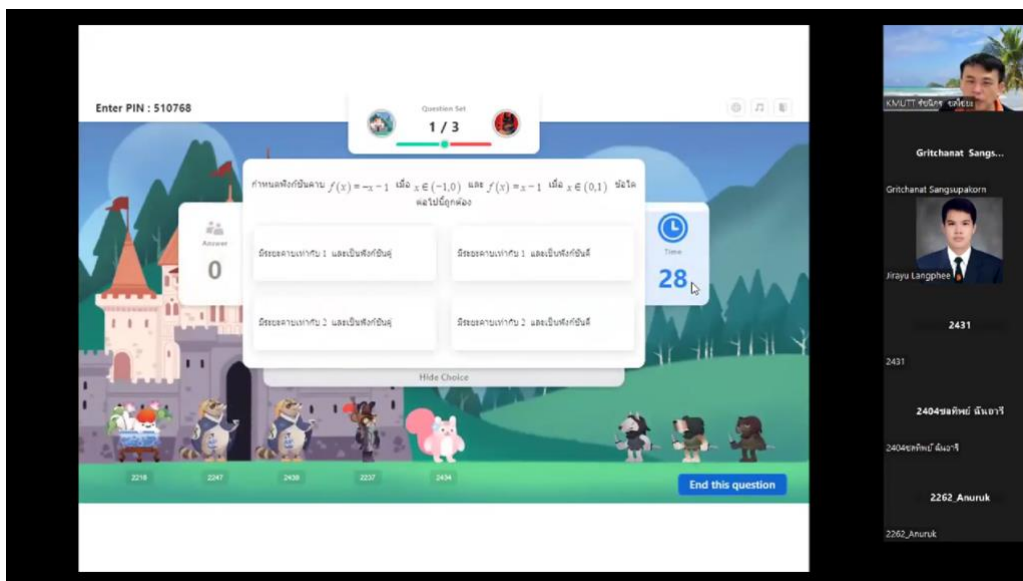 Enter PIN : 510768
Question Set
1 / 3
กำหนดฟังก์ชันคาบ f(x) = -x - 1 เมื่อ x ∈ (-1,0) และ f(x) = x - 1 เมื่อ x ∈ (0,1) ข้อใด
ต่อไปนี้ถูกต้อง
Answer
0
มีระยะคาบเท่ากับ 1 และเป็นฟังก์ชันคู่
มีระยะคาบเท่ากับ 1 และเป็นฟังก์ชันคี่
Time
28
มีระยะคาบเท่ากับ 2 และเป็นฟังก์ชันคู่
มีระยะคาบเท่ากับ 2 และเป็นฟังก์ชันคี่
Hide Choice
2218
2247
2430
2237
2434
End this question
KMUTT
Gritchanat Sangs...
Gritchanat Sangsupakorn
Jirayu Langphee
2431
2431
2404ชลทิพย์ ฉันอารี
2404ชลทิพย์ ฉันอารี
2262_Anuruk
2262_Anuruk